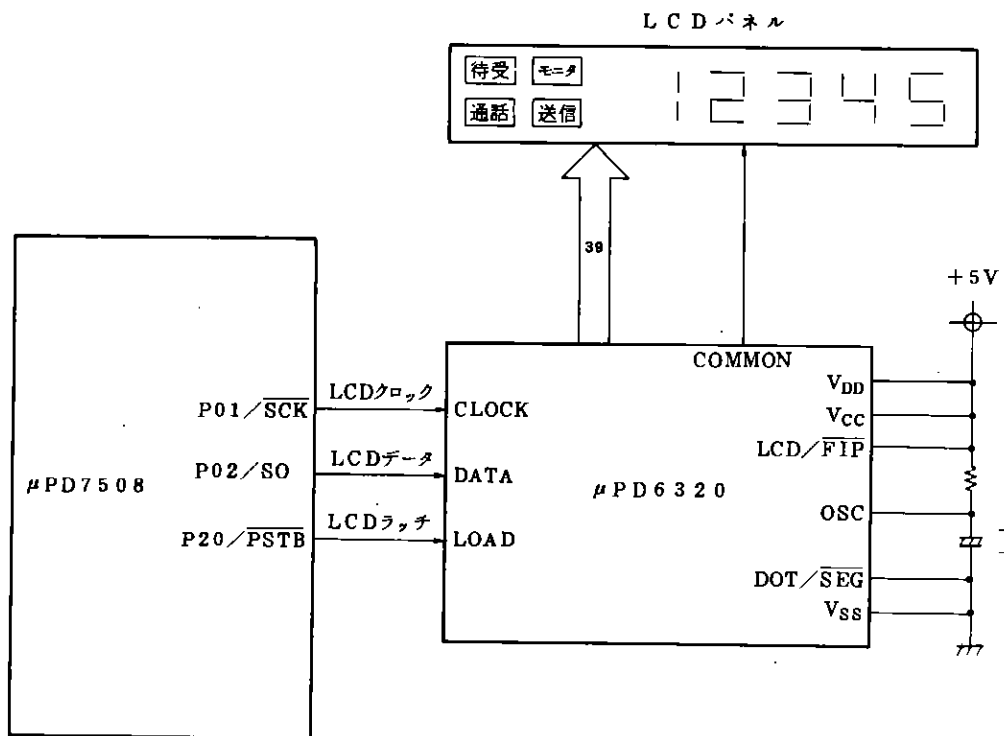 LCDパネル
待受 モニタ
通話 送信
12345
39
+5V
COMMON
VDD
P01/SCK LCDクロック CLOCK
VCC
LCD/FIP
μPD7508
P02/SO LCDデータ DATA
μPD6320
OSC
P20/PSTB LCDラッチ LOAD
DOT/SEG
VSS